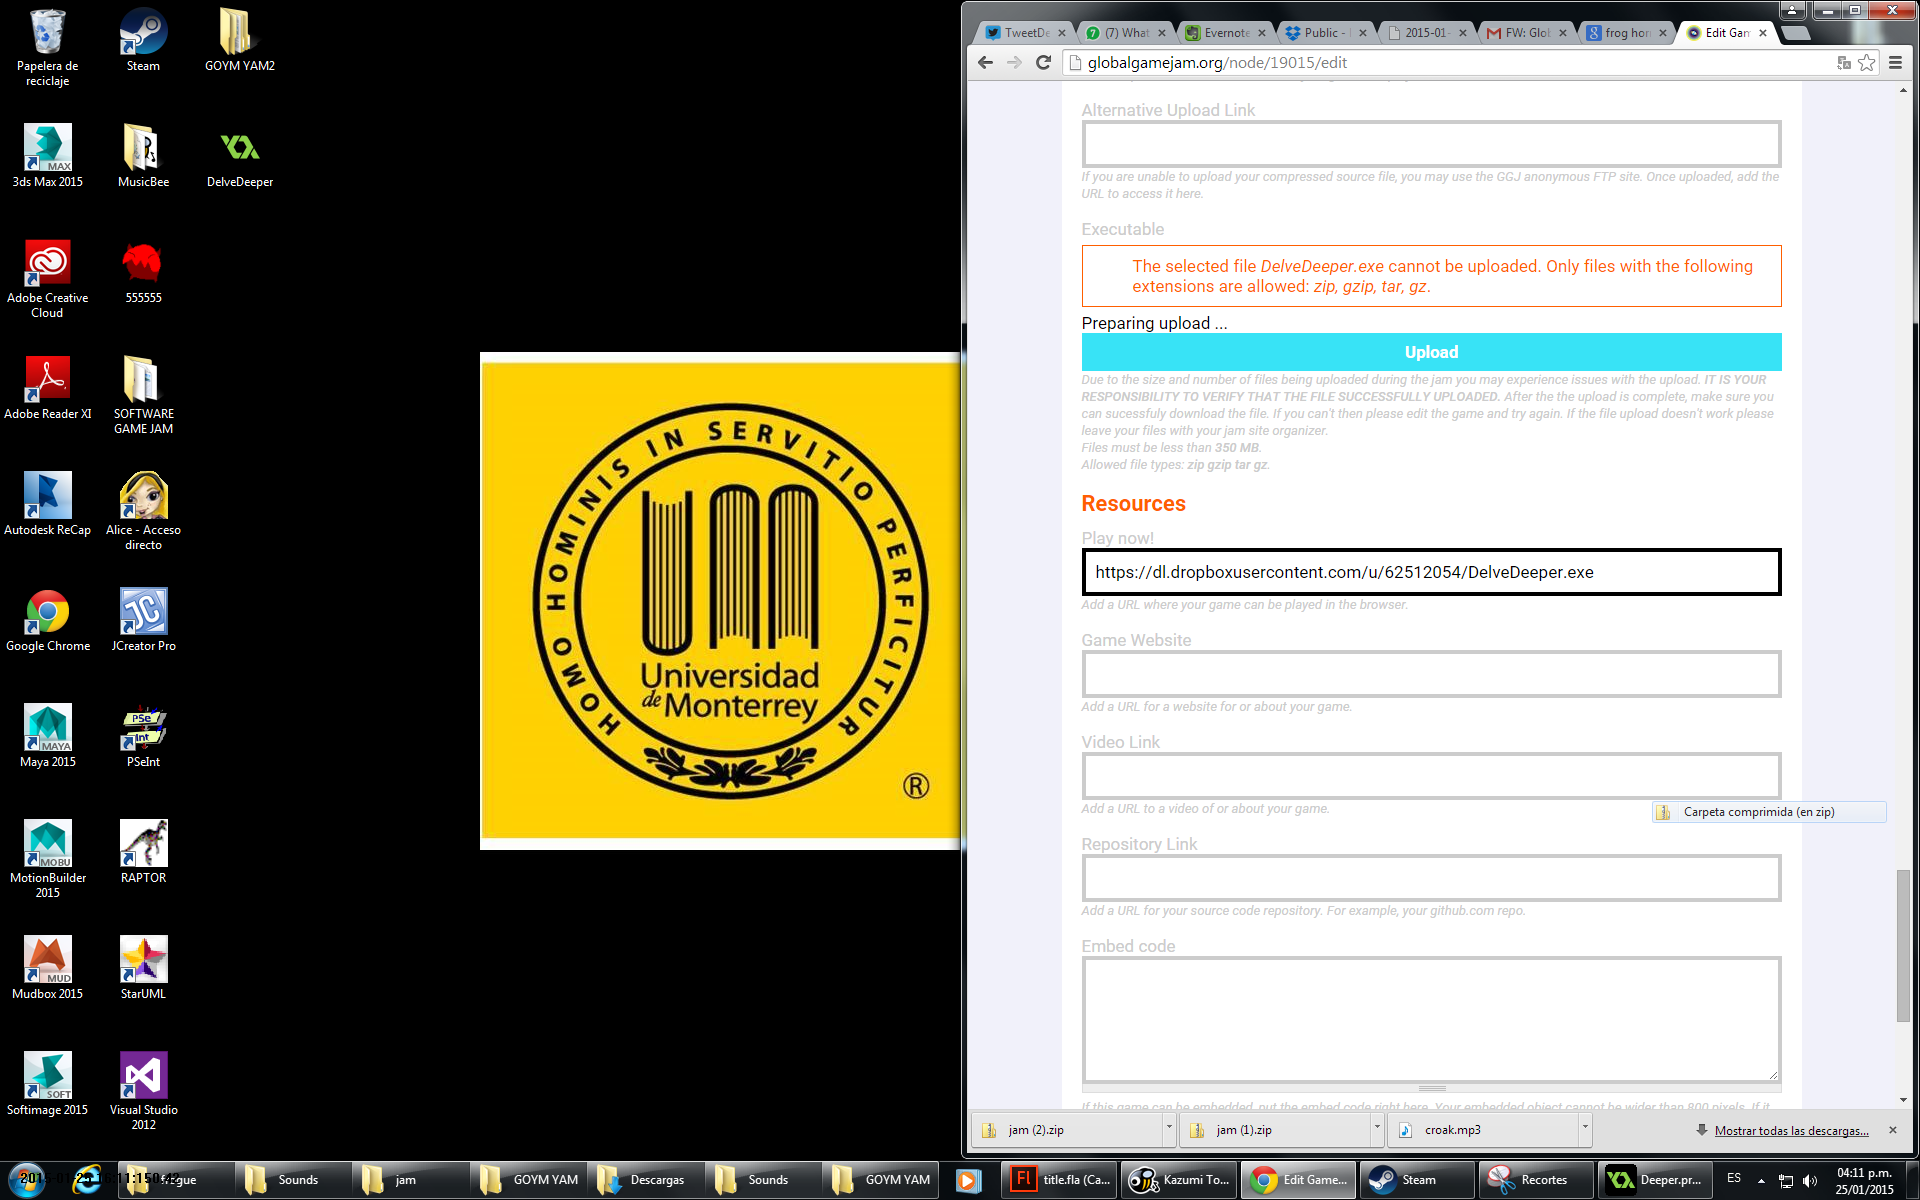 Papelera de
reciclaje
Steam
GOYM YAM2
3ds Max 2015
MusicBee
DelveDeeper
Adobe Creative
Cloud
555555
Adobe Reader XI
SOFTWARE
GAME JAM
Autodesk ReCap
Alice - Acceso
directo
Google Chrome
JCreator Pro
Maya 2015
PSeInt
MotionBuilder
2015
RAPTOR
Mudbox 2015
StarUML
Softimage 2015
Visual Studio
2012
MAX
MAYA
MOBU
MUD
SOFT
JC
PSe
Int
HOMO HOMINIS IN SERVITIO PERFICITUR
Universidad
de Monterrey
®
TweetDe
(7) What
Evernote
Public -
2015-01-
FW: Glob
frog hor
Edit Gam
globalgamejam.org/node/19015/edit
Alternative Upload Link
If you are unable to upload your compressed source file, you may use the GGJ anonymous FTP site. Once uploaded, add the
URL to access it here.
Executable
The selected file DelveDeeper.exe cannot be uploaded. Only files with the following
extensions are allowed: zip, gzip, tar, gz.
Preparing upload ...
Upload
Due to the size and number of files being uploaded during the jam you may experience issues with the upload. IT IS YOUR
RESPONSIBILITY TO VERIFY THAT THE FILE SUCCESSFULLY UPLOADED. After the the upload is complete, make sure you
can sucessfuly download the file. If you can't then please edit the game and try again. If the file upload doesn't work please
leave your files with your jam site organizer.
Files must be less than 350 MB.
Allowed file types: zip gzip tar gz.
Resources
Play now!
https://dl.dropboxusercontent.com/u/62512054/DelveDeeper.exe
Add a URL where your game can be played in the browser.
Game Website
Add a URL for a website for or about your game.
Video Link
Add a URL to a video of or about your game.
Carpeta comprimida (en zip)
Repository Link
Add a URL for your source code repository. For example, your github.com repo.
Embed code
If this game can be embedded, put the embed code right here. Your embedded object cannot be wider than 800 pixels. If it
jam (2).zip
jam (1).zip
croak.mp3
Mostrar todas las descargas...
Sounds
jam
GOYM YAM
Descargas
Sounds
GOYM YAM
title.fla (Ca...
Kazumi To...
Edit Game...
Steam
Recortes
Deeper.pr...
ES
04:11 p.m.
25/01/2015